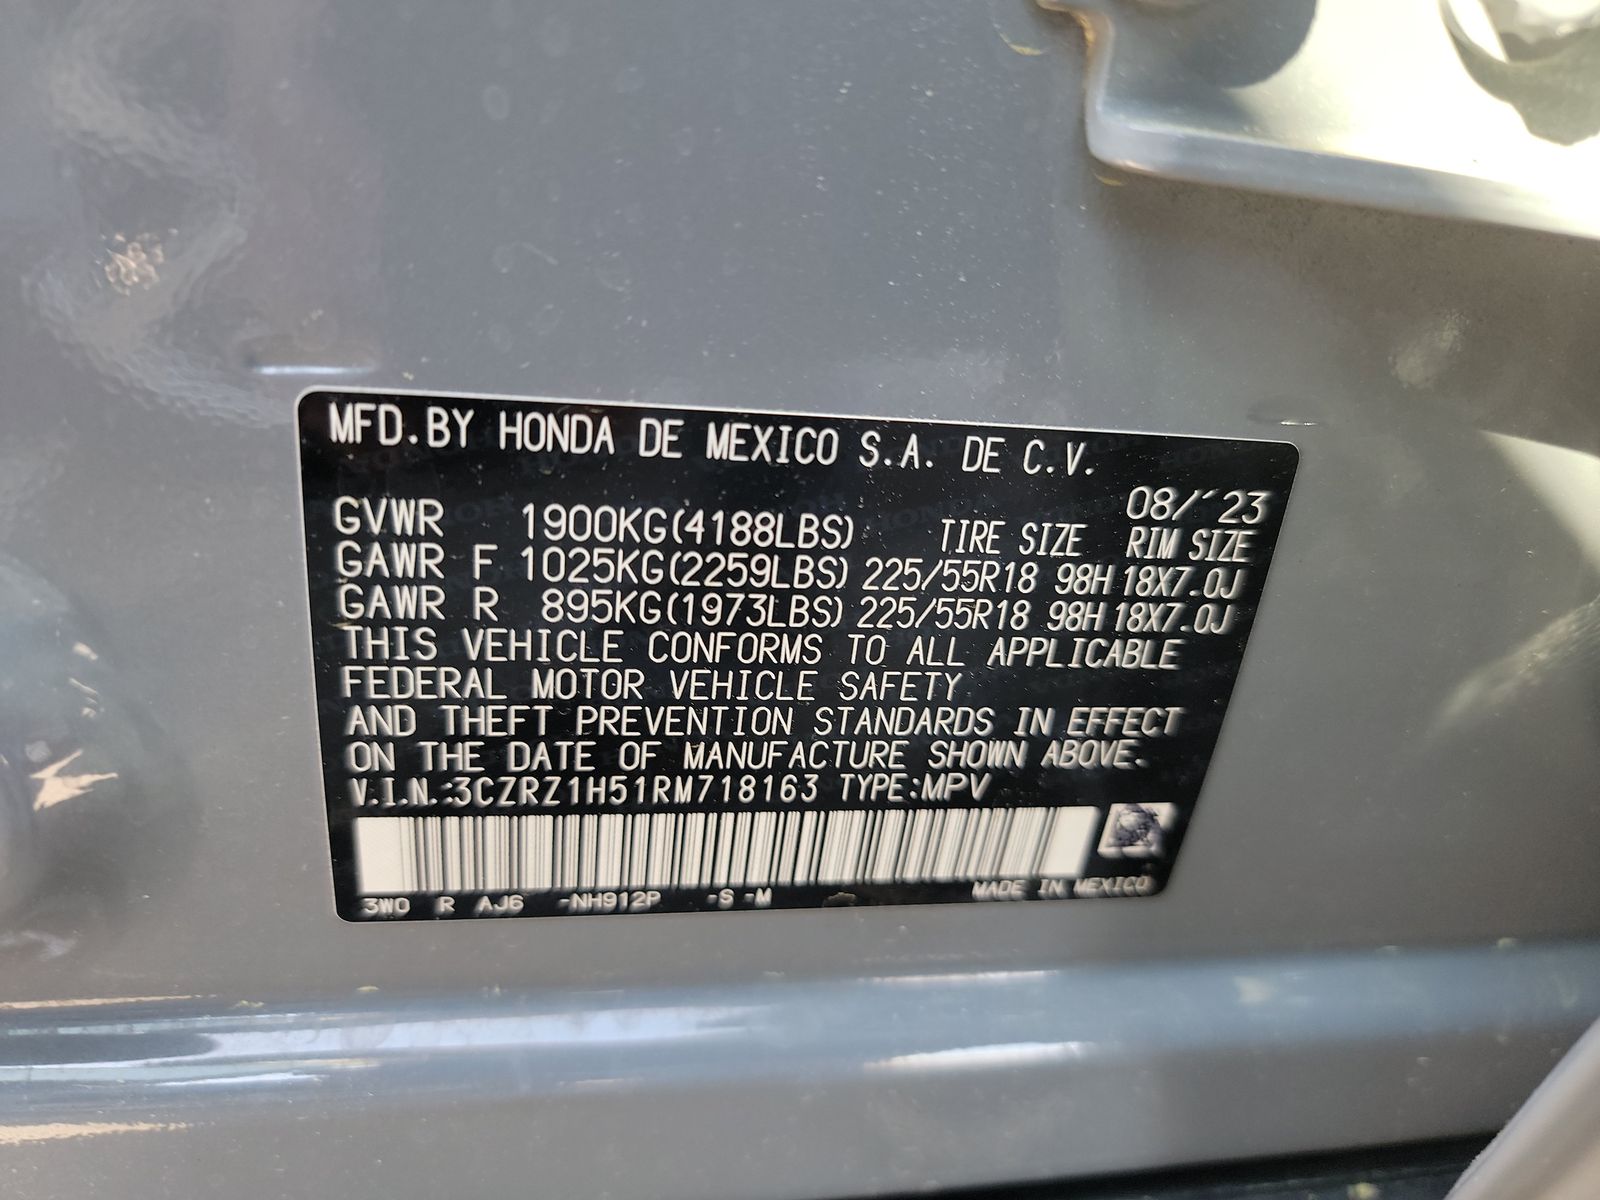 MFD.BY HONDA DE MEXICO S.A. DE C.V.
08/'23
GVWR 1900KG(4188LBS) TIRE SIZE RIM SIZE
GAWR F 1025KG(2259LBS) 225/55R18 98H 18X7.0J
GAWR R 895KG(1973LBS) 225/55R18 98H 18X7.0J
THIS VEHICLE CONFORMS TO ALL APPLICABLE
FEDERAL MOTOR VEHICLE SAFETY
AND THEFT PREVENTION STANDARDS IN EFFECT
ON THE DATE OF MANUFACTURE SHOWN ABOVE.
V.I.N.:3CZRZ1H51RM718163 TYPE:MPV
3W0 R AJ6 -NH912P -S -M MADE IN MEXICO